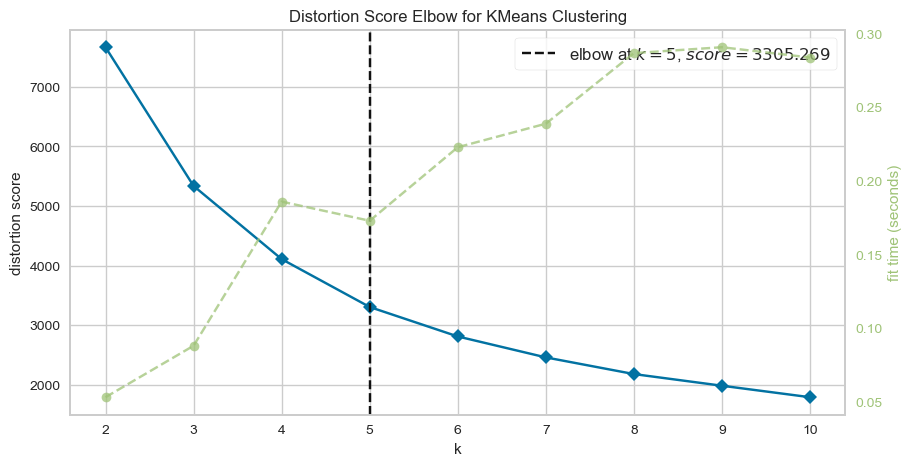 Distortion Score Elbow for KMeans Clustering
elbow at k = 5, score = 3305.269
distortion score
7000
6000
5000
4000
3000
2000
0.30
0.25
0.20
0.15
0.10
0.05
fit time (seconds)
2 3 4 5 6 7 8 9 10
k